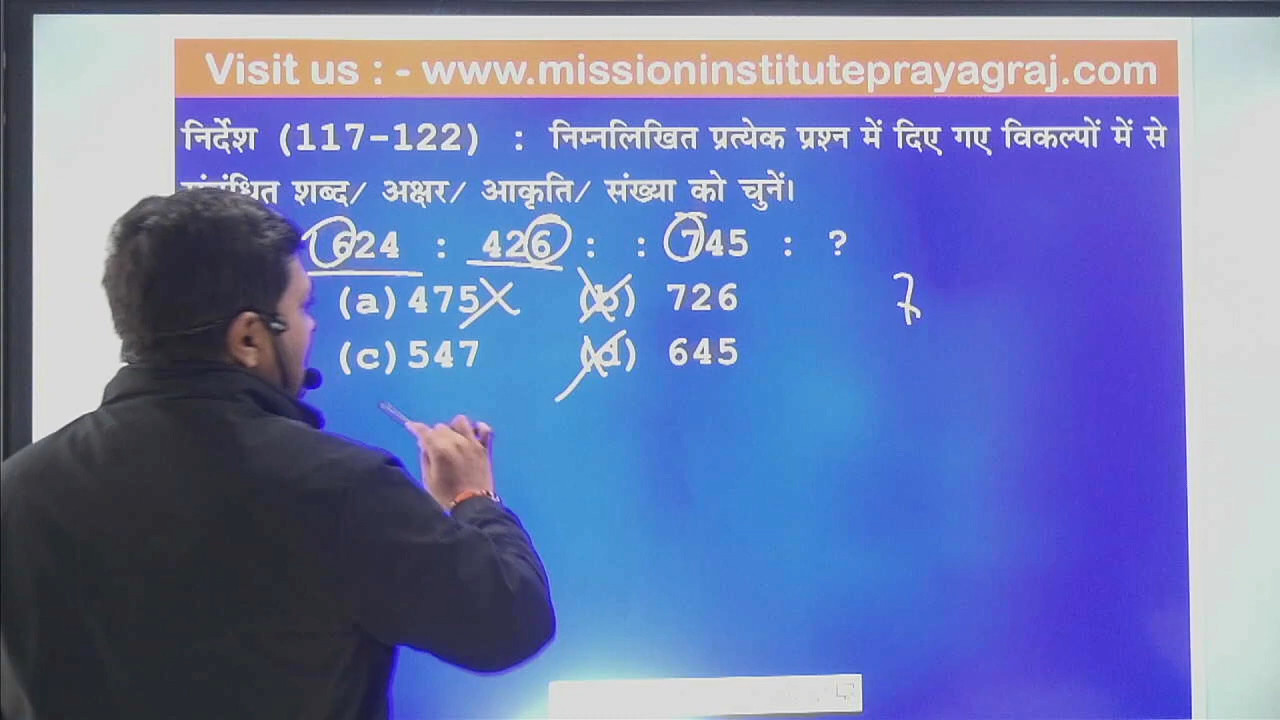 Visit us : - www.missioninstituteprayagraj.com
निर्देश (117-122) : निम्नलिखित प्रत्येक प्रश्न में दिए गए विकल्पों में से
शब्द/ अक्षर/ आकृति/ संख्या को चुनें।
624 : 426 : : 745 : ?
(a) 475 (b) 726
7
(c) 547 (d) 645